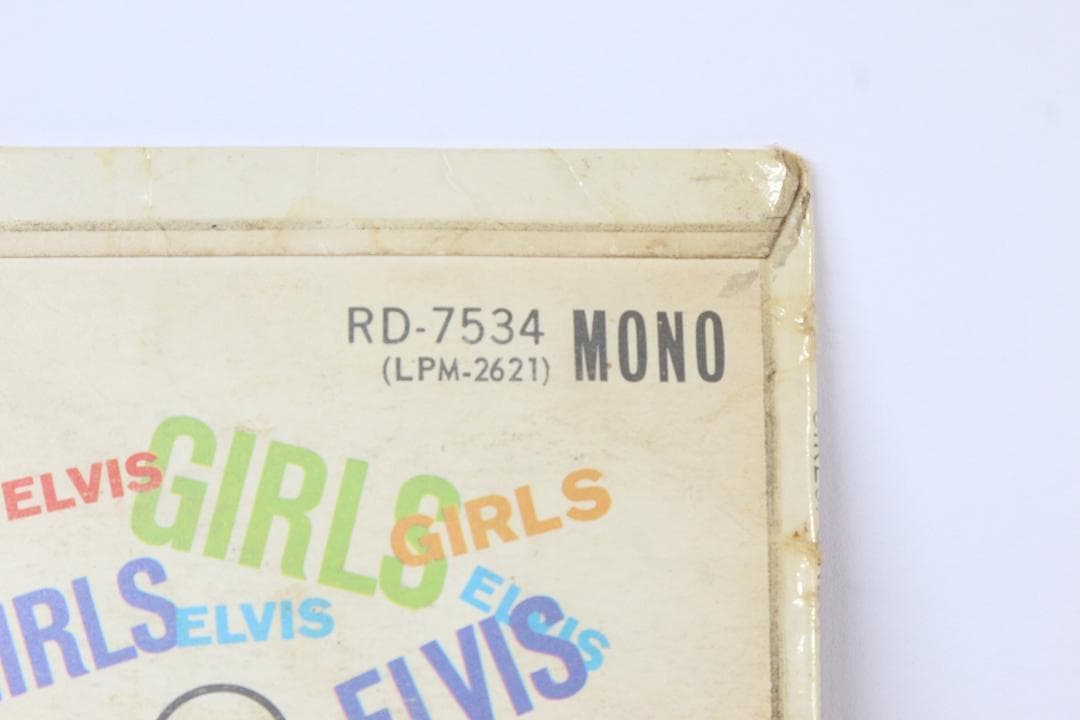 RD-7534 MONO
(LPM-2621)
ELVIS GIRLS GIRLS
IRLS ELVIS ELVIS
ELVIS